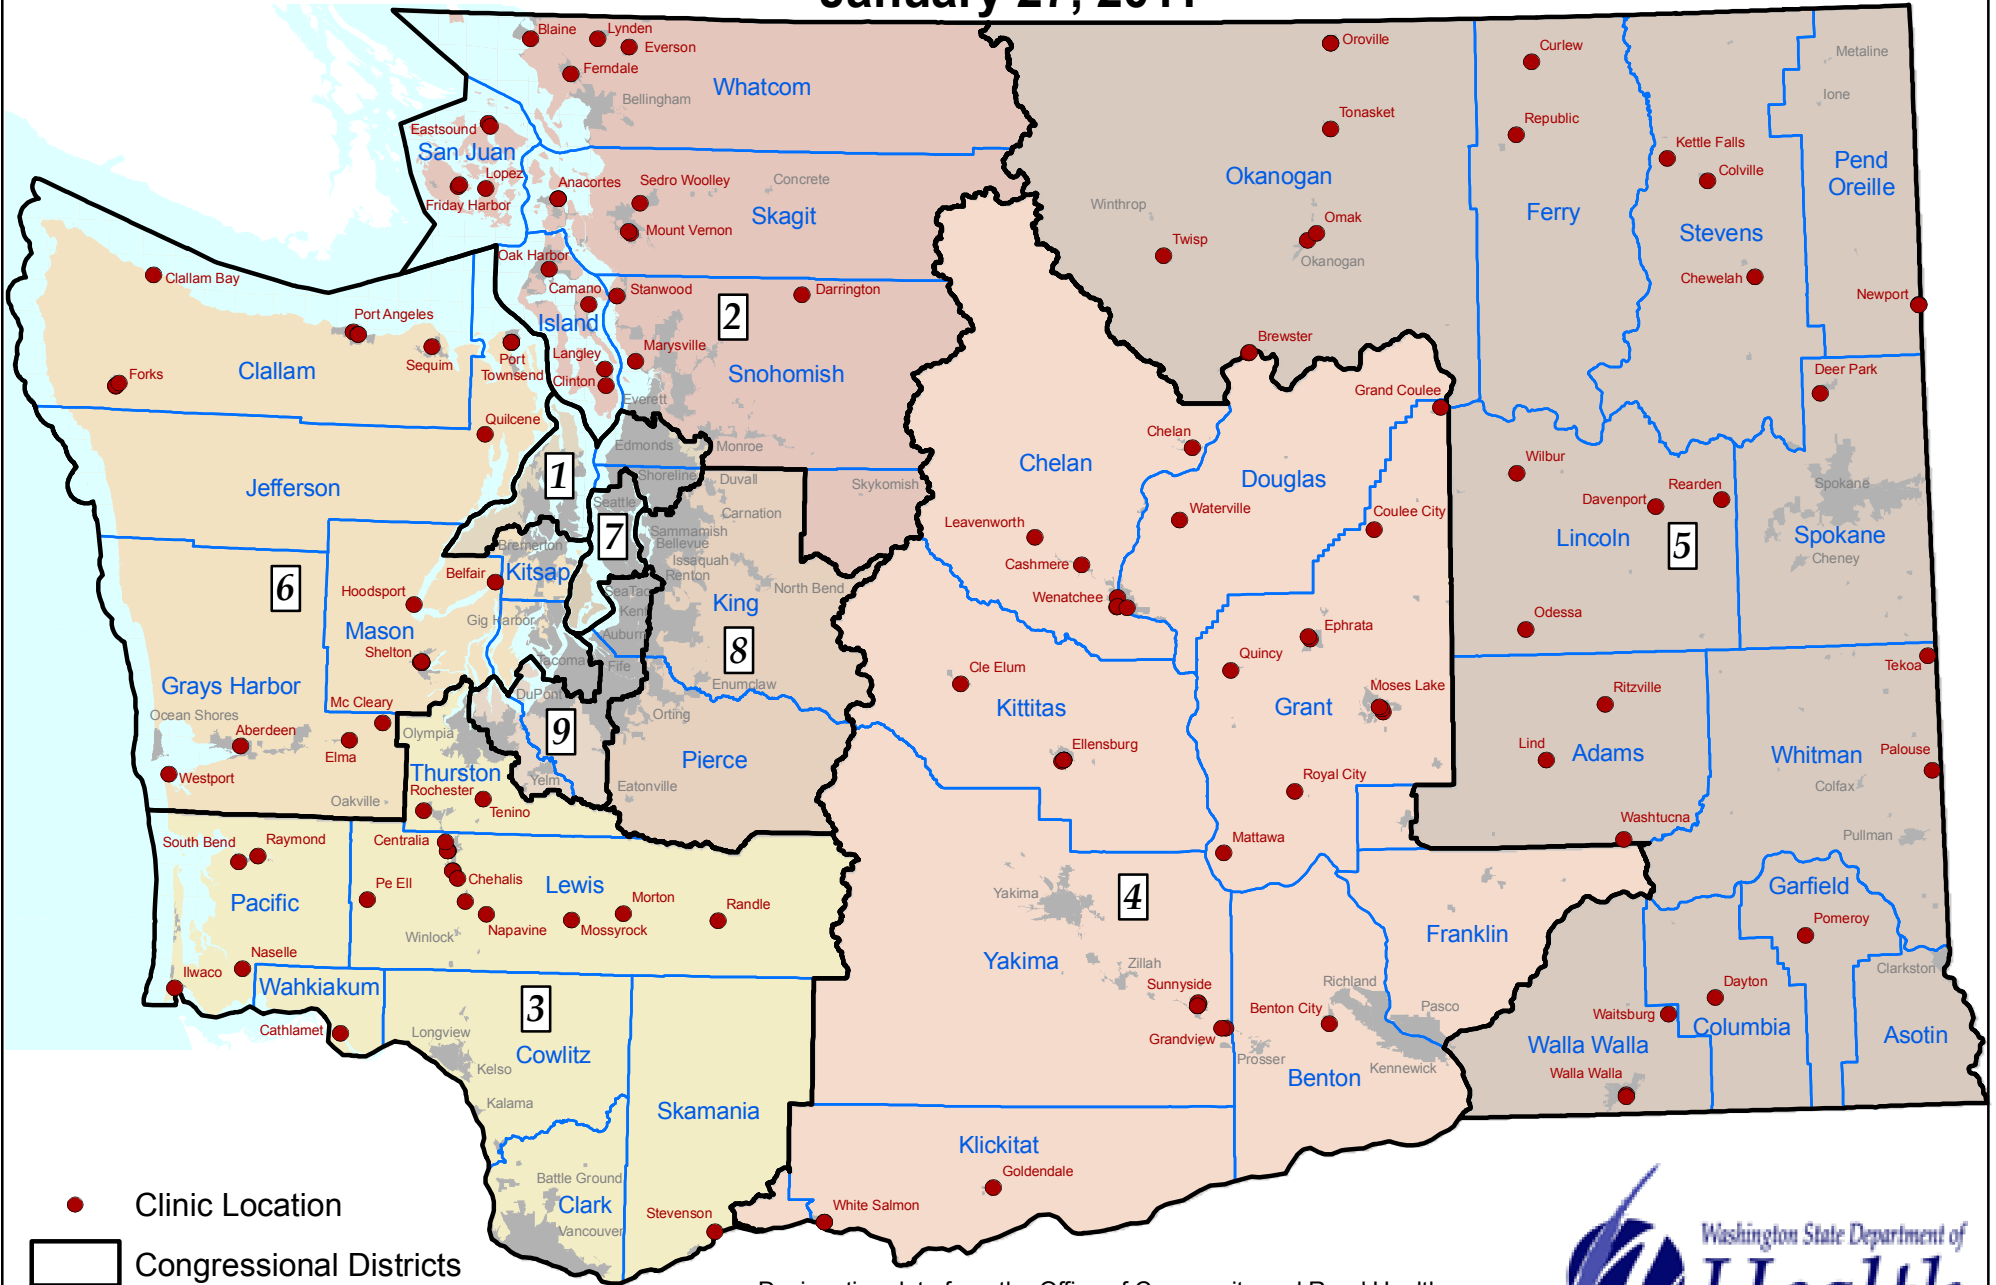 Blaine
Lynden
Everson
Ferndale
Bellingham
Whatcom
Eastsound
San Juan
Lopez
Friday Harbor
Anacortes
Sedro Woolley
Concrete
Skagit
Mount Vernon
Oak Harbor
Camano
Stanwood
Darrington
Island
2
Langley
Marysville
Clinton
Snohomish
Everett
Edmonds
Monroe
Clallam Bay
Port Angeles
Sequim
Port
Townsend
Forks
Clallam
Quilcene
Jefferson
1
Shoreline
Duvall
Skykomish
Seattle
Carnation
7
Sammamish
Bellevue
Issaquah
Renton
North Bend
Bremerton
Kitsap
Belfair
6
Hoodsport
Mason
Shelton
Gig Harbor
SeaTac
Kent
Auburn
King
8
Tacoma
Fife
Enumclaw
DuPont
9
Orting
Grays Harbor
Mc Cleary
Ocean Shores
Aberdeen
Elma
Olympia
Westport
Thurston
Rochester
Yelm
Eatonville
Pierce
Oakville
Tenino
South Bend
Raymond
Centralia
Chehalis
Pe Ell
Lewis
Morton
Randle
Pacific
Napavine
Mossyrock
Winlock
Naselle
Ilwaco
Wahkiakum
3
Cathlamet
Longview
Cowlitz
Kelso
Kalama
Skamania
Battle Ground
Clark
Vancouver
Stevenson
Oroville
Tonasket
Okanogan
Winthrop
Omak
Twisp
Okanogan
Brewster
Curlew
Republic
Ferry
Kettle Falls
Colville
Stevens
Chewelah
Metaline
Ione
Pend
Oreille
Newport
Deer Park
Grand Coulee
Chelan
Chelan
Douglas
Leavenworth
Waterville
Coulee City
Cashmere
Wenatchee
Wilbur
Davenport
Rearden
Lincoln
5
Spokane
Spokane
Cheney
Odessa
Ephrata
Quincy
Cle Elum
Kittitas
Grant
Moses Lake
Ellensburg
Royal City
Mattawa
Tekoa
Ritzville
Lind
Adams
Whitman
Palouse
Colfax
Washtucna
Pullman
Yakima
4
Yakima
Zillah
Sunnyside
Grandview
Prosser
Franklin
Richland
Pasco
Benton City
Kennewick
Benton
Garfield
Pomeroy
Clarkston
Dayton
Waitsburg
Columbia
Walla Walla
Walla Walla
Asotin
Klickitat
Goldendale
White Salmon
Clinic Location
Congressional Districts
Washington State Department of
Health